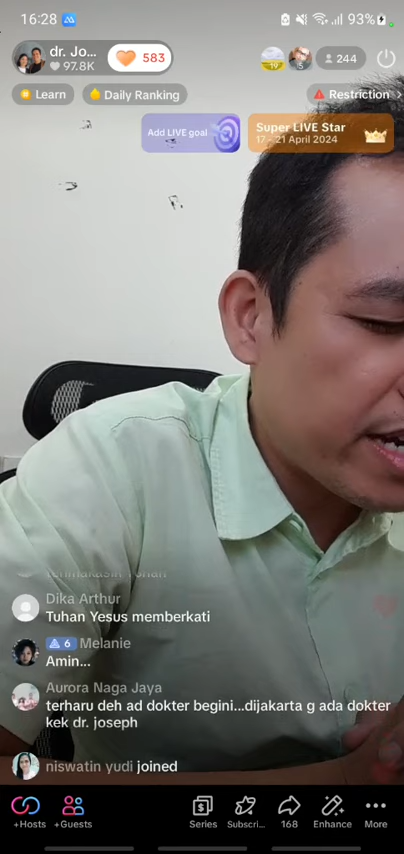 16:28
93%
dr. Jo...
97.8K
583
19
5
244
Learn
Daily Ranking
Restriction
Add LIVE goal
Super LIVE Star
17 - 21 April 2024
terimakasih Tuhan
Dika Arthur
Tuhan Yesus memberkati
6 Melanie
Amin...
Aurora Naga Jaya
terharu deh ad dokter begini...dijakarta g ada dokter
kek dr. joseph
niswatin yudi joined
+Hosts
+Guests
Series
Subscri...
168
Enhance
More